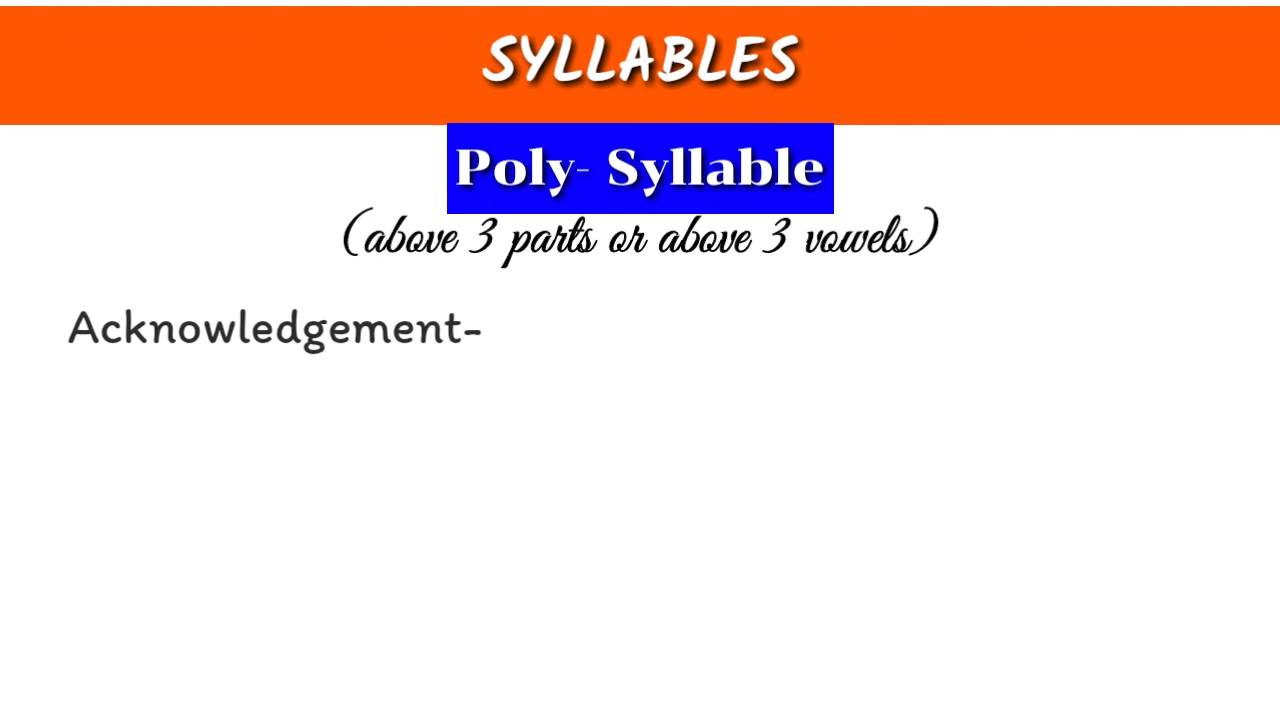 SYLLABLES
Poly- Syllable
(above 3 parts or above 3 vowels)
Acknowledgement-